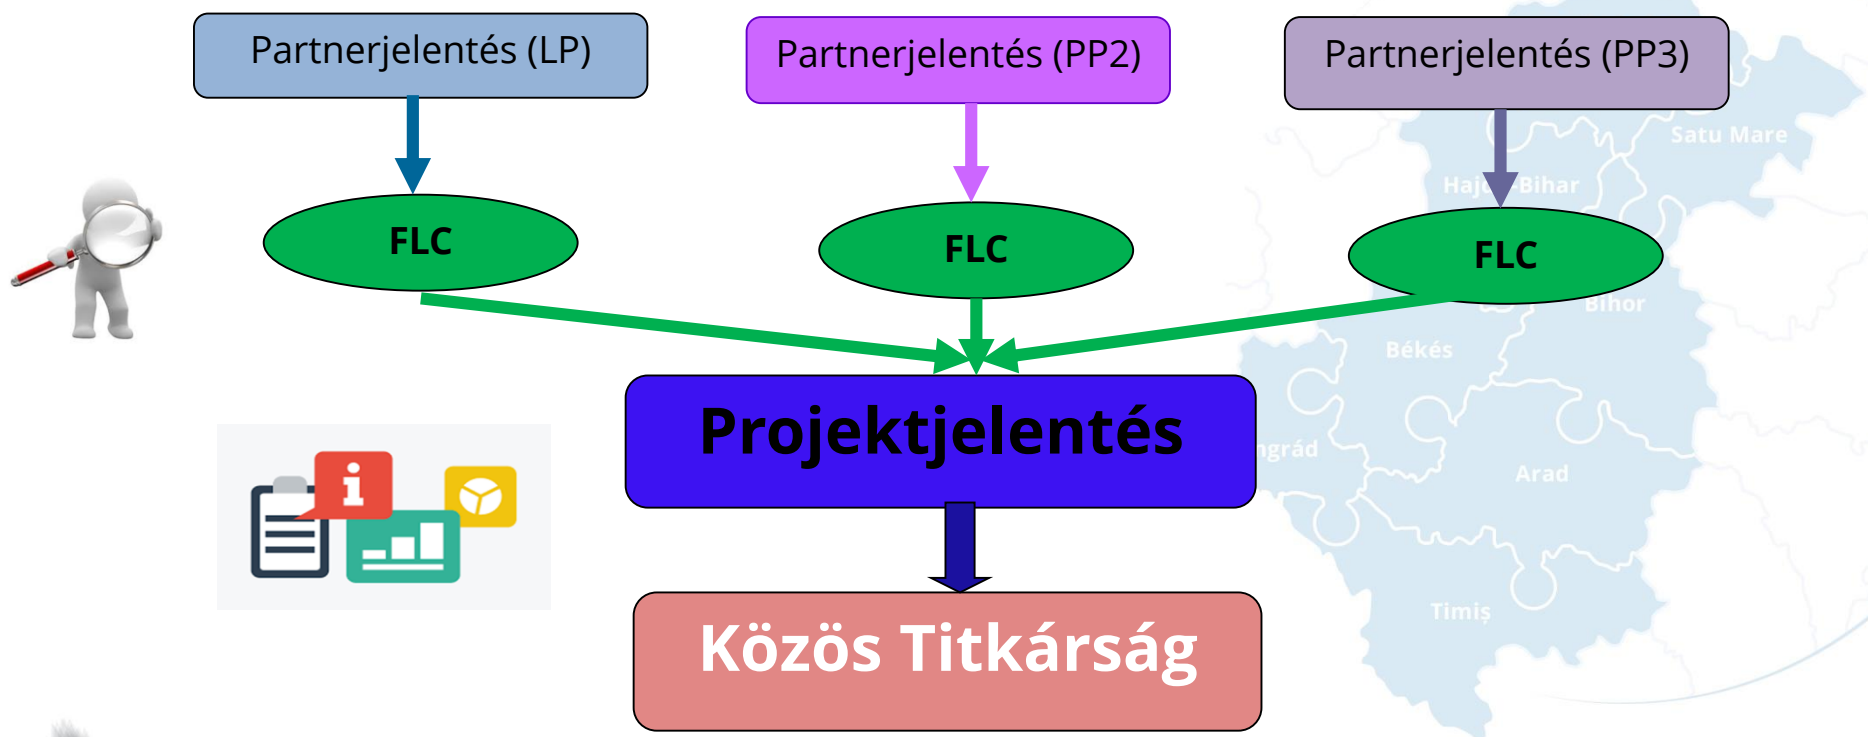 Partnerjelentés (LP)
Partnerjelentés (PP2)
Partnerjelentés (PP3)
Satu Mare
-Bihar
FLC
FLC
FLC
Bihor
Békés
Projektjelentés
Arad
Timiș
Közös Titkárság